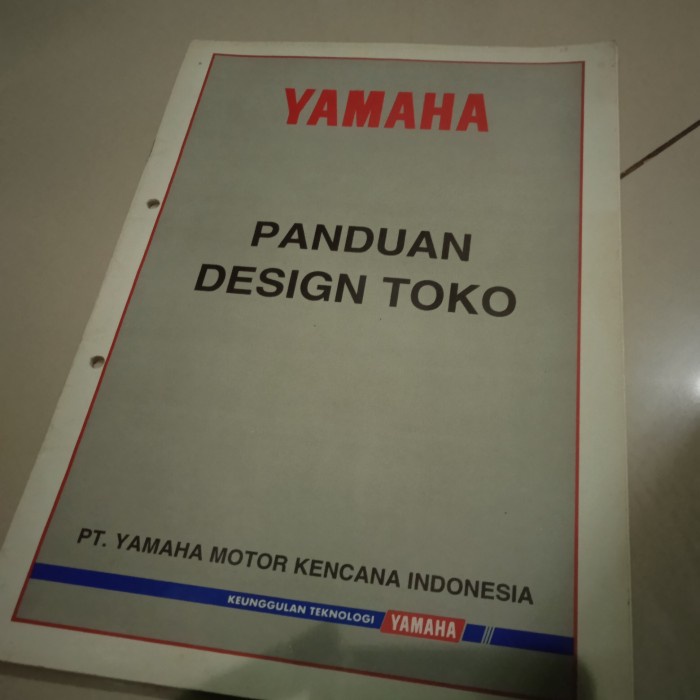 YAMAHA
PANDUAN
DESIGN TOKO
PT. YAMAHA MOTOR KENCANA INDONESIA
KEUNGGULAN TEKNOLOGI YAMAHA